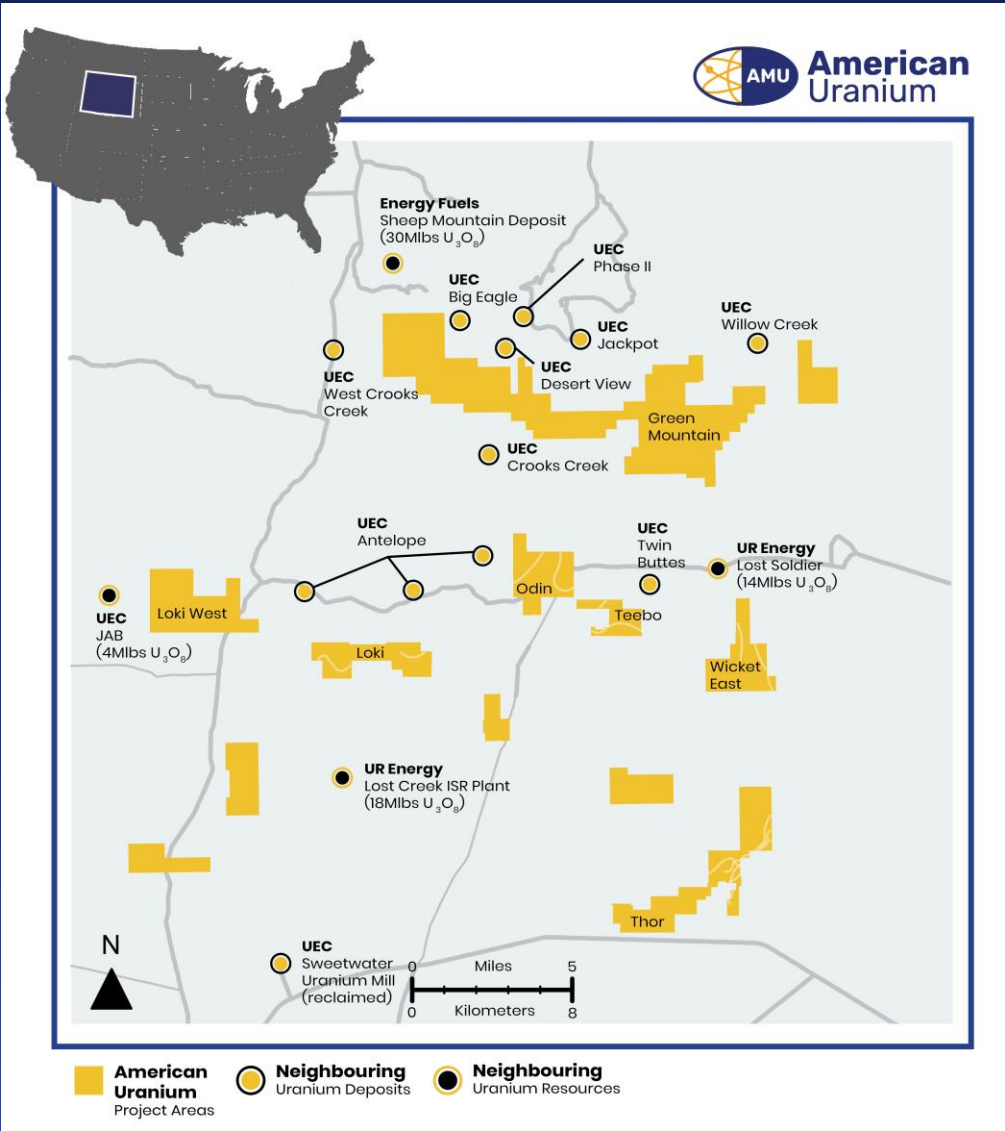 AMU
American
Uranium
Energy Fuels
Sheep Mountain Deposit
(30Mlbs U₃O₈)
UEC
Phase II
UEC
Big Eagle
UEC
Jackpot
UEC
Willow Creek
UEC
Desert View
UEC
West Crooks
Creek
Green
Mountain
UEC
Crooks Creek
UEC
Antelope
UEC
Twin
Buttes
UR Energy
Lost Soldier
(14Mlbs U₃O₈)
Odin
Teebo
Loki West
UEC
JAB
(4Mlbs U₃O₈)
Loki
Wicket
East
UR Energy
Lost Creek ISR Plant
(18Mlbs U₃O₈)
Thor
N
UEC
Sweetwater
Uranium Mill
(reclaimed)
0 Miles 5
0 Kilometers 8
American
Uranium
Project Areas
Neighbouring
Uranium Deposits
Neighbouring
Uranium Resources